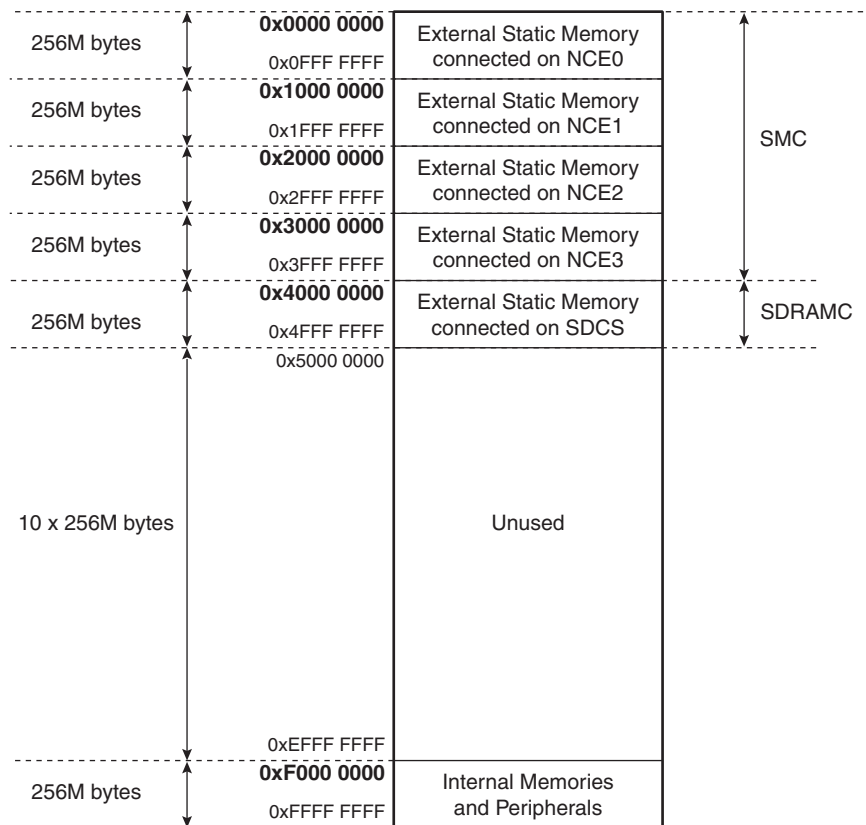 0x0000 0000
256M bytes
External Static Memory
connected on NCE0
0x0FFF FFFF
0x1000 0000
256M bytes
External Static Memory
connected on NCE1
0x1FFF FFFF
SMC
0x2000 0000
256M bytes
External Static Memory
connected on NCE2
0x2FFF FFFF
0x3000 0000
256M bytes
External Static Memory
connected on NCE3
0x3FFF FFFF
0x4000 0000
256M bytes
External Static Memory
connected on SDCS
0x4FFF FFFF
SDRAMC
0x5000 0000
10 x 256M bytes
Unused
0xEFFF FFFF
0xF000 0000
256M bytes
Internal Memories
and Peripherals
0xFFFF FFFF